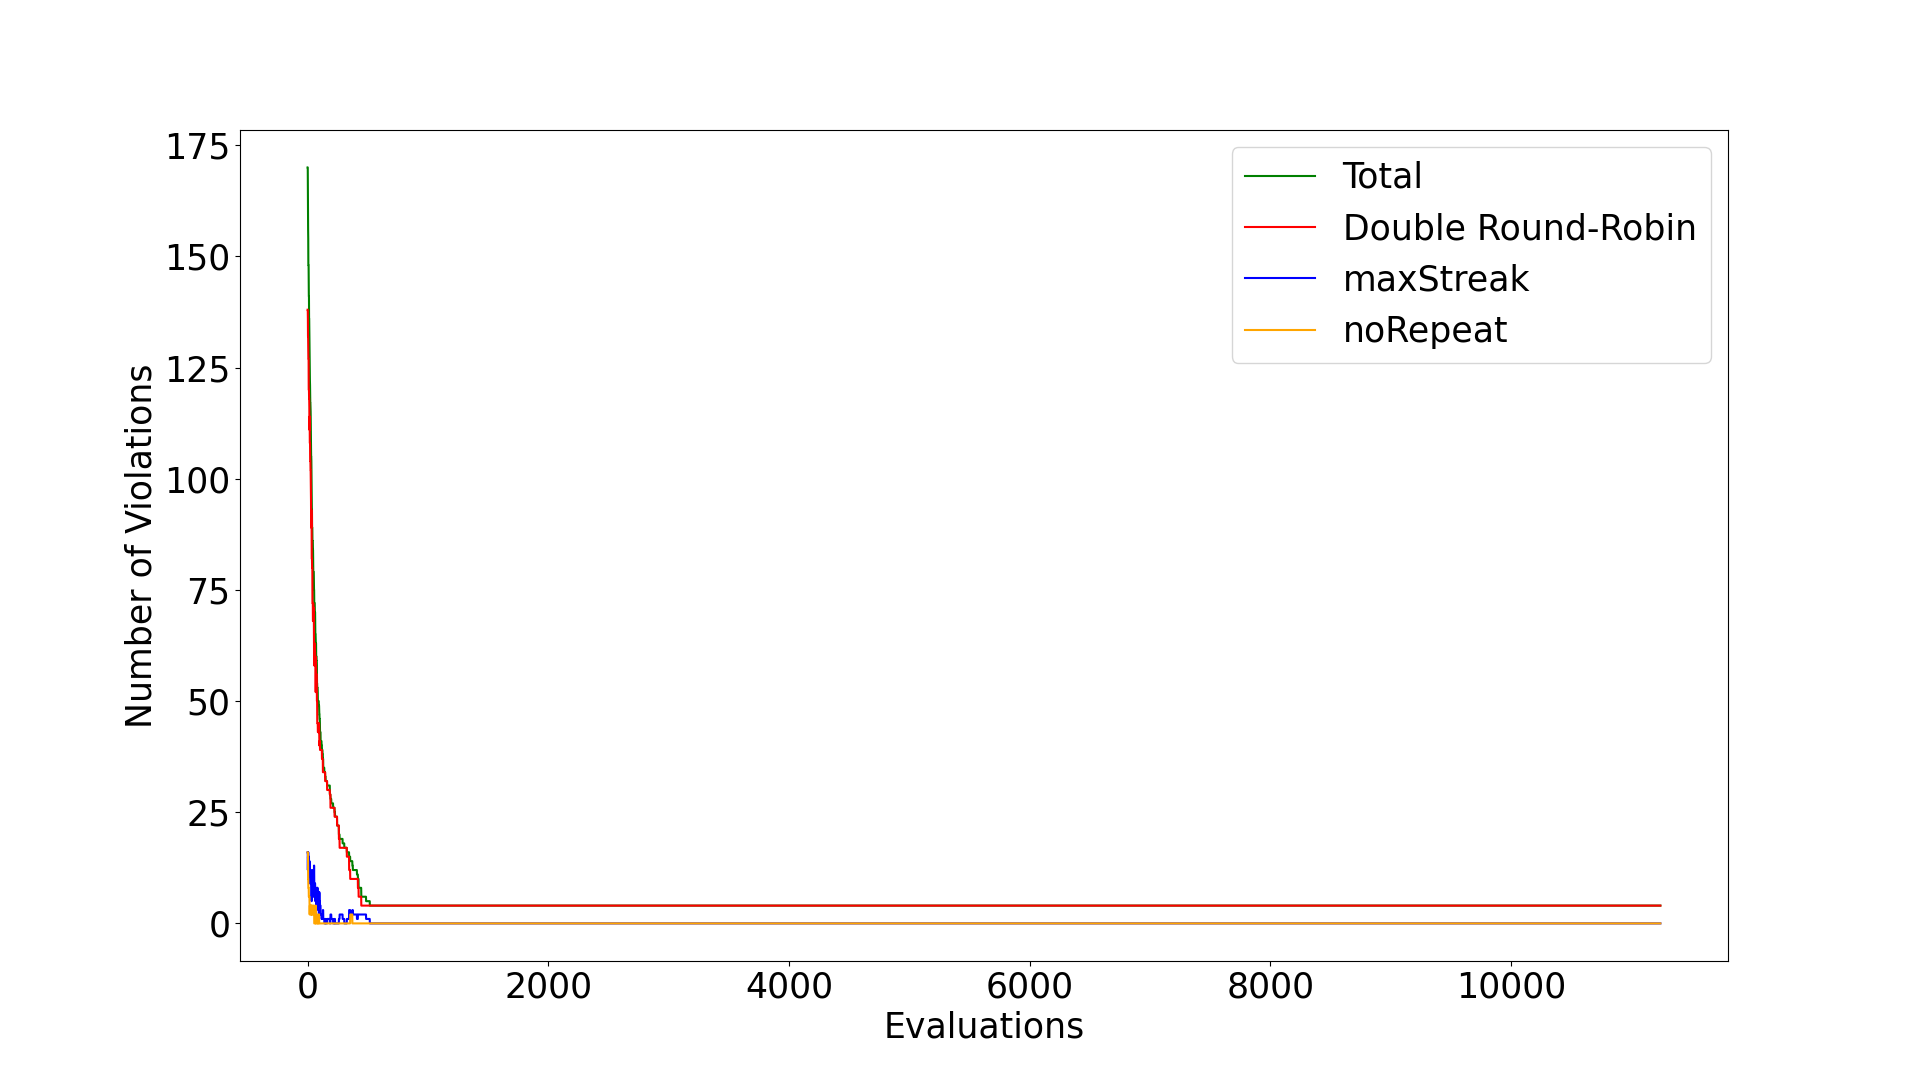 Number of Violations
175
150
125
100
75
50
25
0
0 2000 4000 6000 8000 10000
Evaluations
Total
Double Round-Robin
maxStreak
noRepeat